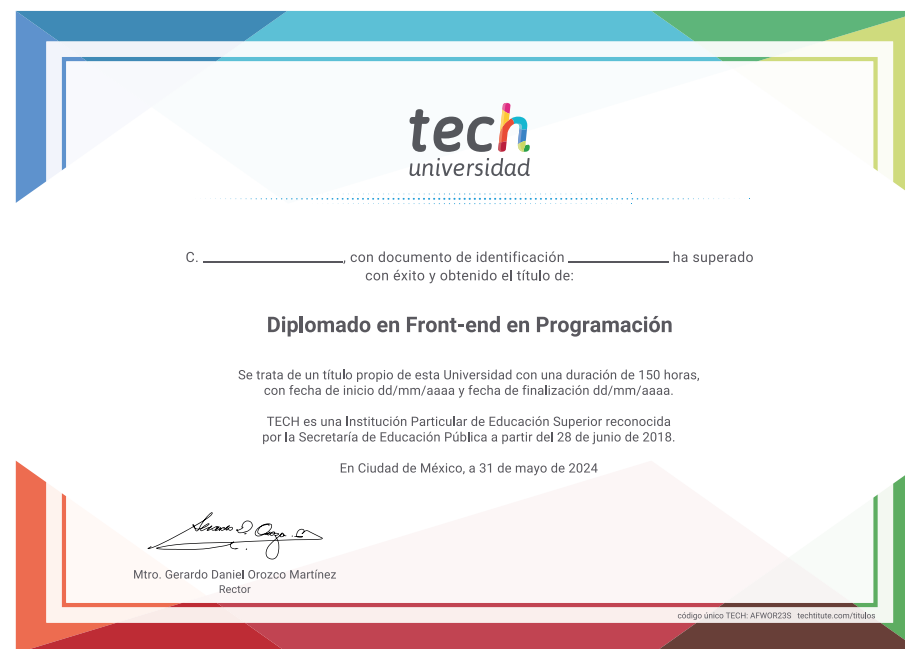 tech
universidad
C. ____________, con documento de identificación ____________ ha superado
con éxito y obtenido el título de:
Diplomado en Front-end en Programación
Se trata de un título propio de esta Universidad con una duración de 150 horas,
con fecha de inicio dd/mm/aaaa y fecha de finalización dd/mm/aaaa.
TECH es una Institución Particular de Educación Superior reconocida
por la Secretaría de Educación Pública a partir del 28 de junio de 2018.
En Ciudad de México, a 31 de mayo de 2024
Mtro. Gerardo Daniel Orozco Martínez
Rector
código único TECH: AFWOR23S techtitute.com/titulos